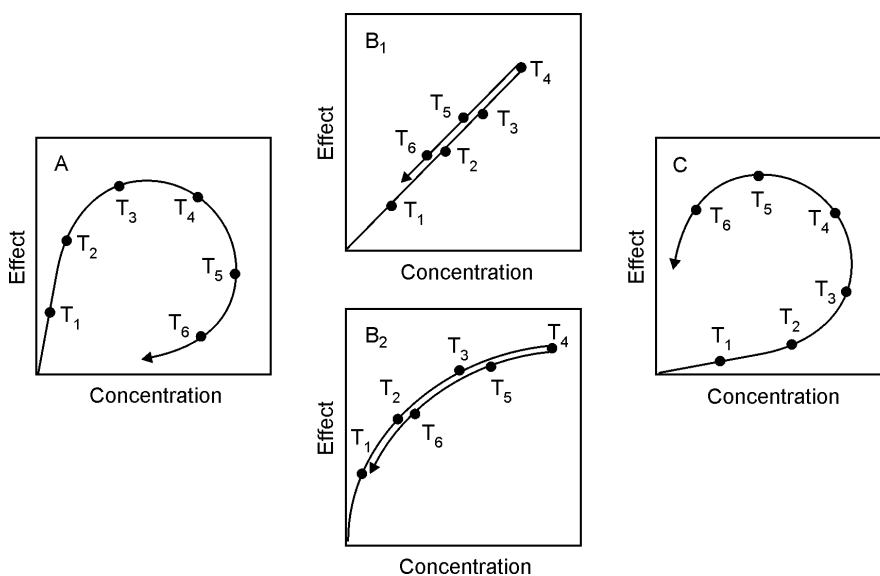 A
T₁
T₂
T₃
T₄
T₅
T₆
Effect
Concentration
B₁
T₁
T₂
T₃
T₄
T₅
T₆
Effect
Concentration
B₂
T₁
T₂
T₃
T₄
T₅
T₆
Effect
Concentration
C
T₁
T₂
T₃
T₄
T₅
T₆
Effect
Concentration